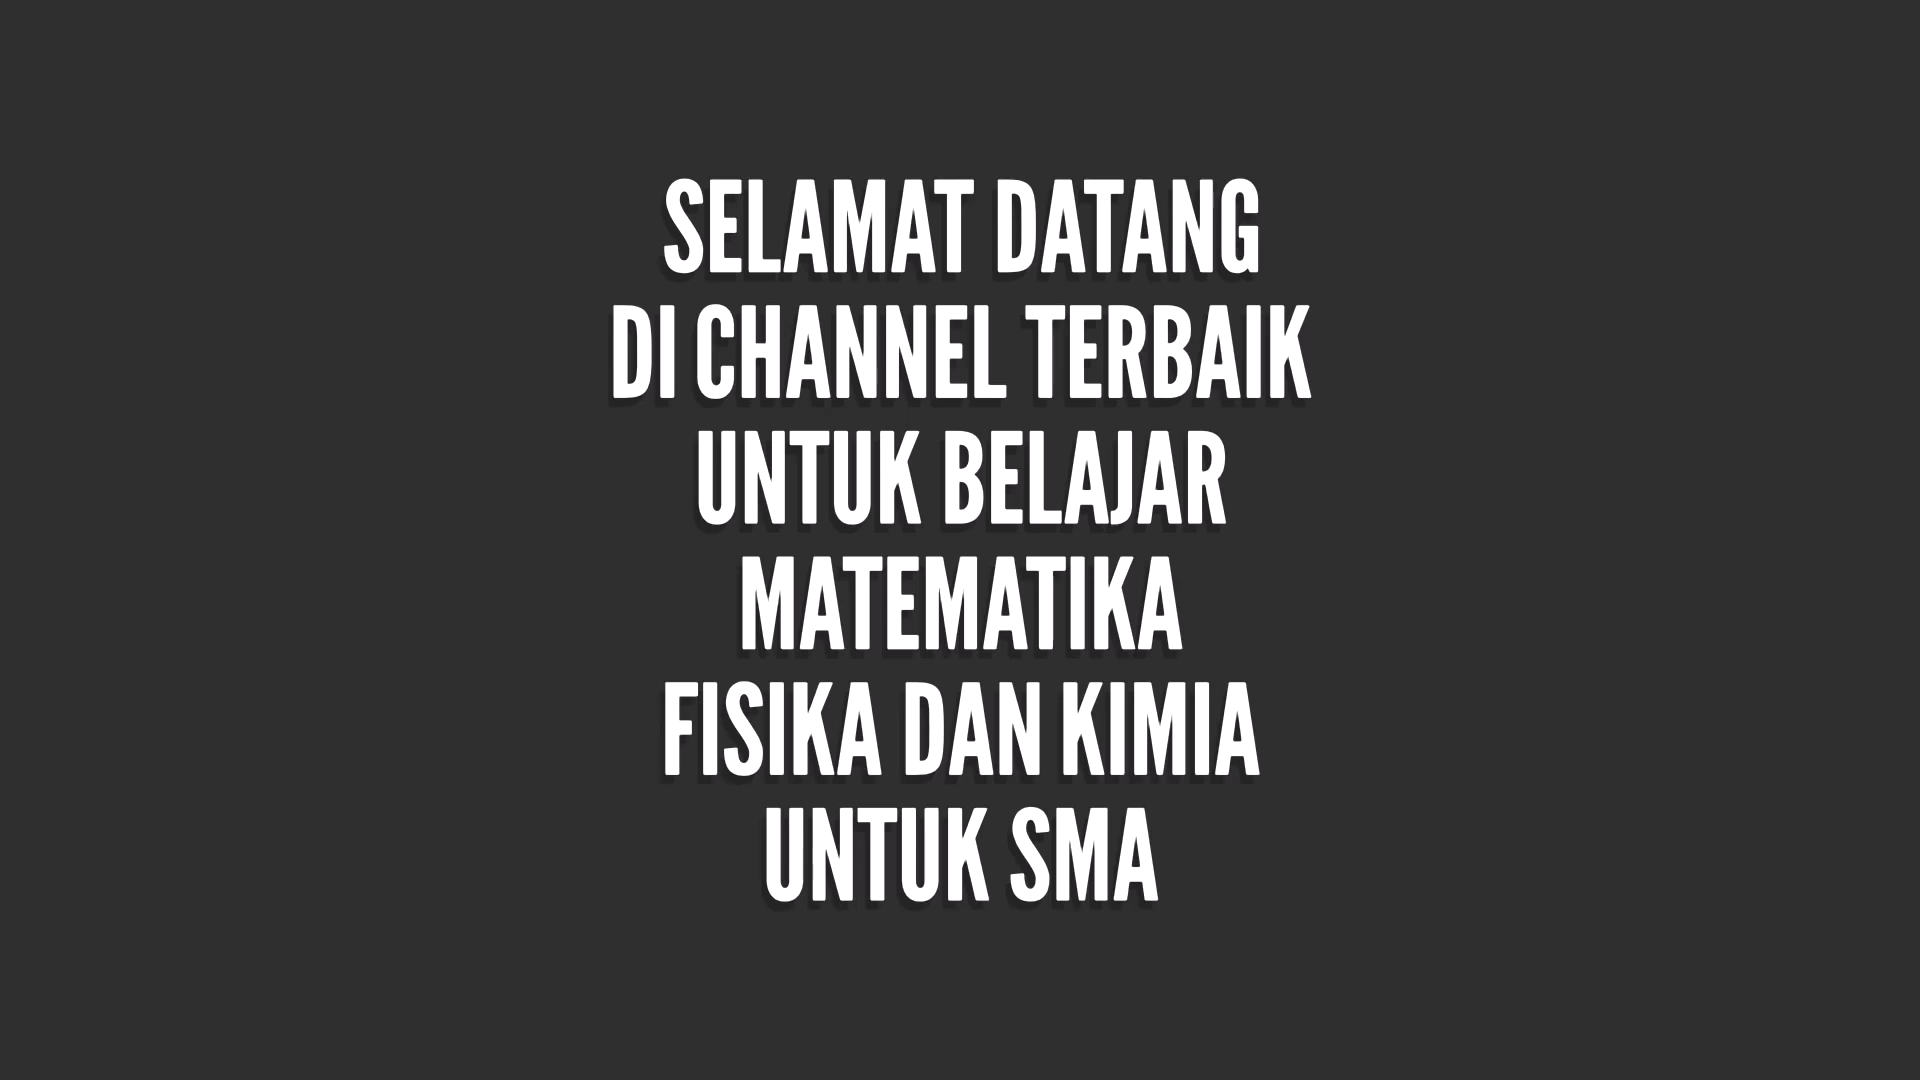 SELAMAT DATANG
DI CHANNEL TERBAIK
UNTUK BELAJAR
MATEMATIKA
FISIKA DAN KIMIA
UNTUK SMA